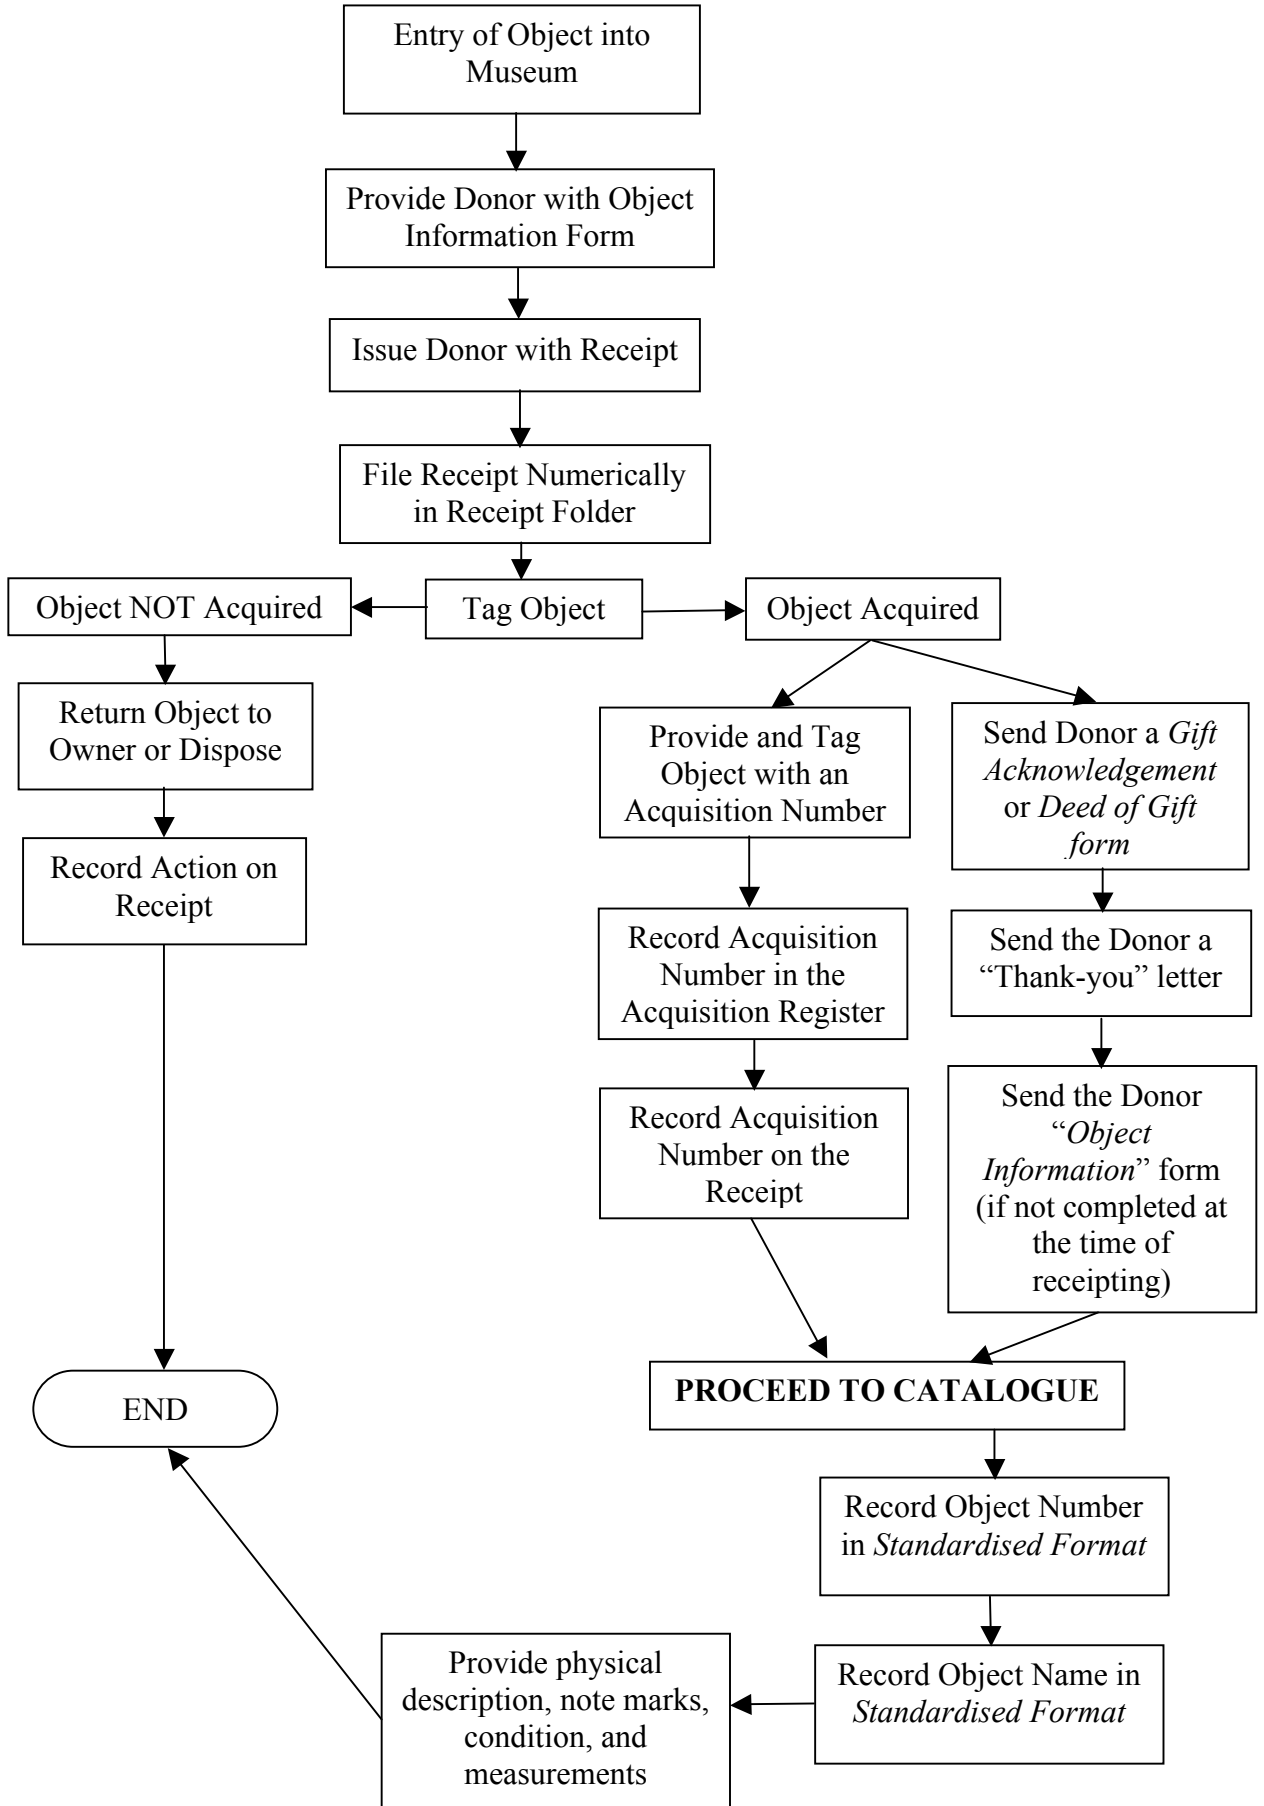 Entry of Object into
Museum
Provide Donor with Object
Information Form
Issue Donor with Receipt
File Receipt Numerically
in Receipt Folder
Object NOT Acquired
Tag Object
Object Acquired
Return Object to
Owner or Dispose
Record Action on
Receipt
Provide and Tag
Object with an
Acquisition Number
Send Donor a Gift
Acknowledgement
or Deed of Gift
form
Record Acquisition
Number in the
Acquisition Register
Send the Donor a
“Thank-you” letter
Record Acquisition
Number on the
Receipt
Send the Donor
“Object
Information” form
(if not completed at
the time of
receipting)
END
PROCEED TO CATALOGUE
Record Object Number
in Standardised Format
Record Object Name in
Standardised Format
Provide physical
description, note marks,
condition, and
measurements